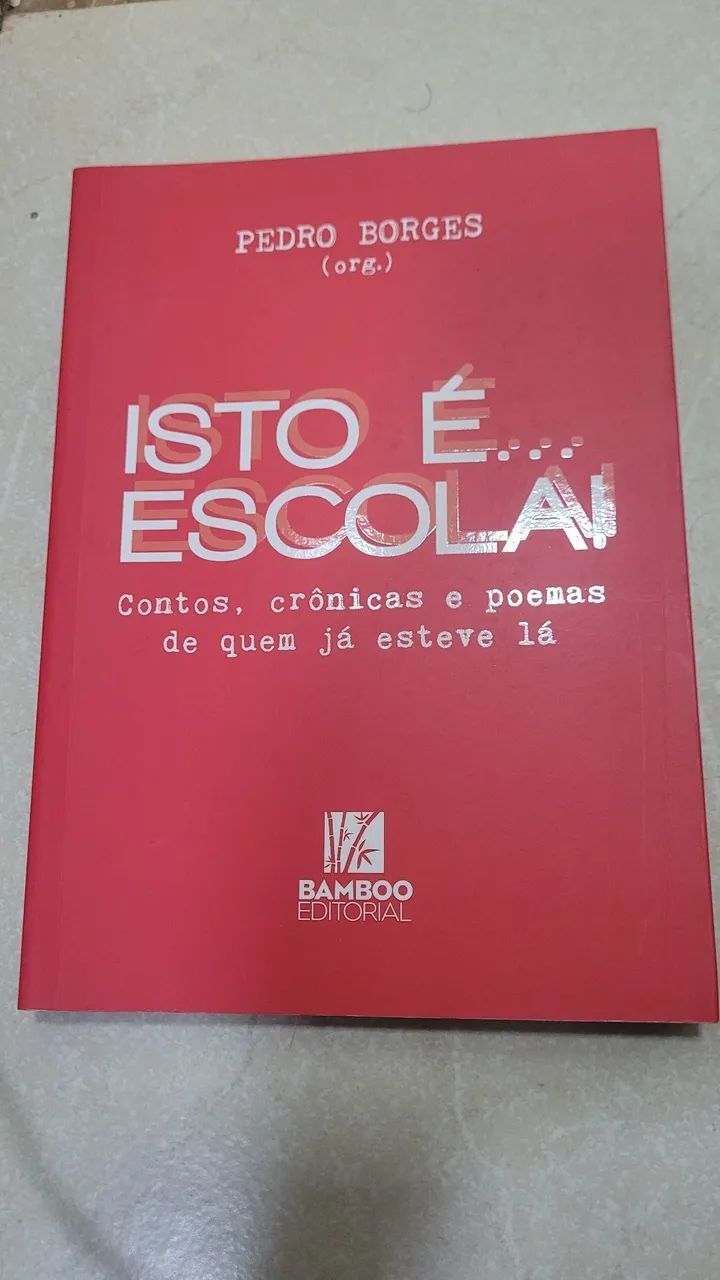 PEDRO BORGES
(org.)
ISTO É...
ESCOLA!
Contos, crônicas e poemas
de quem já esteve lá
BAMBOO
EDITORIAL